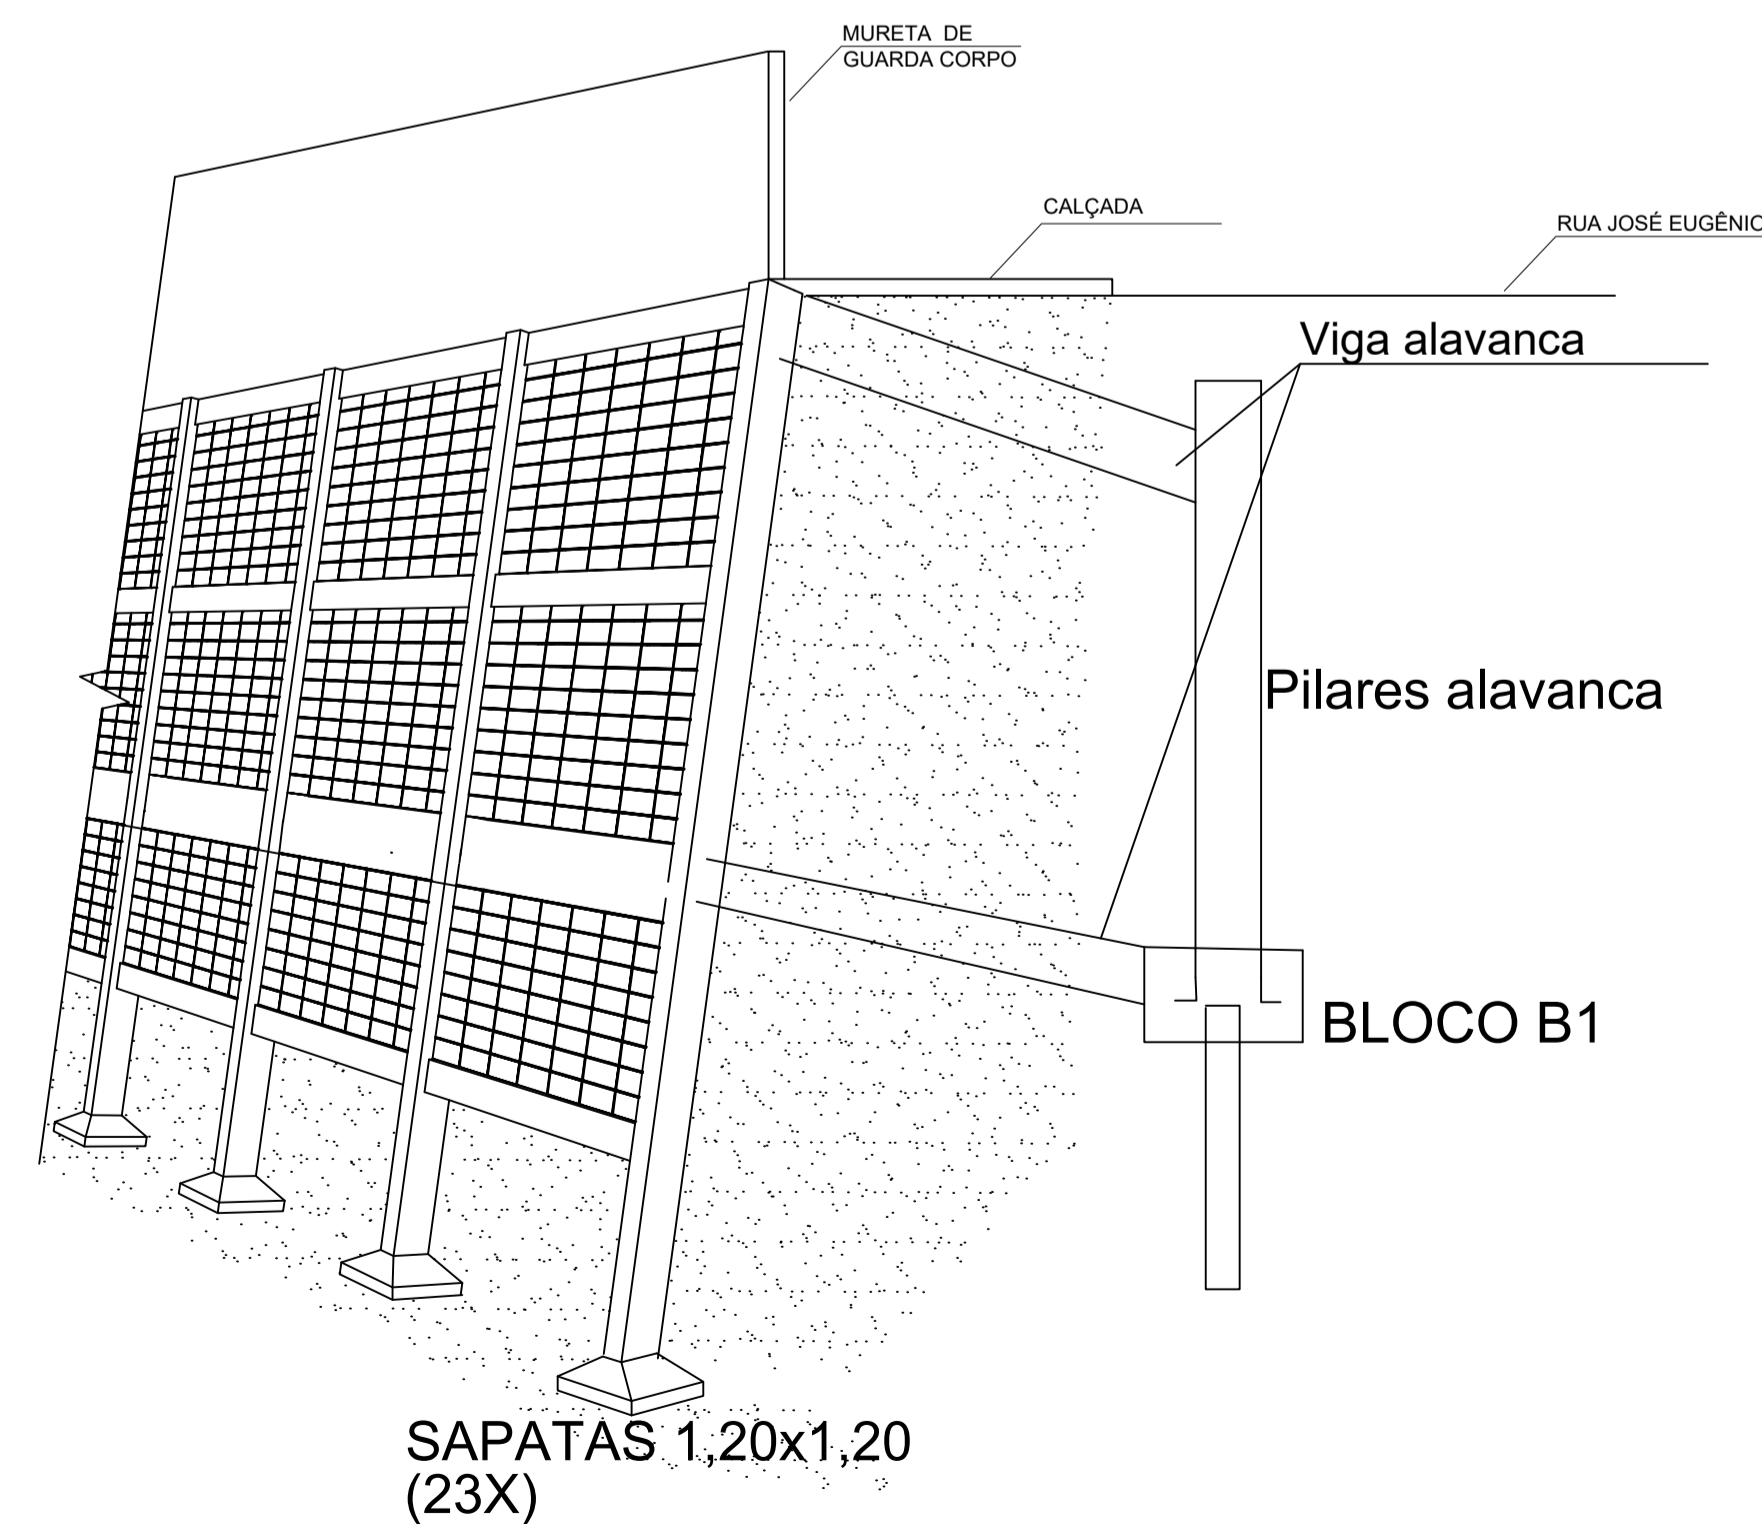 MURETA DE
GUARDA CORPO
CALÇADA
RUA JOSÉ EUGÊNIO
Viga alavanca
Pilares alavanca
BLOCO B1
SAPATAS 1,20x1,20
(23X)